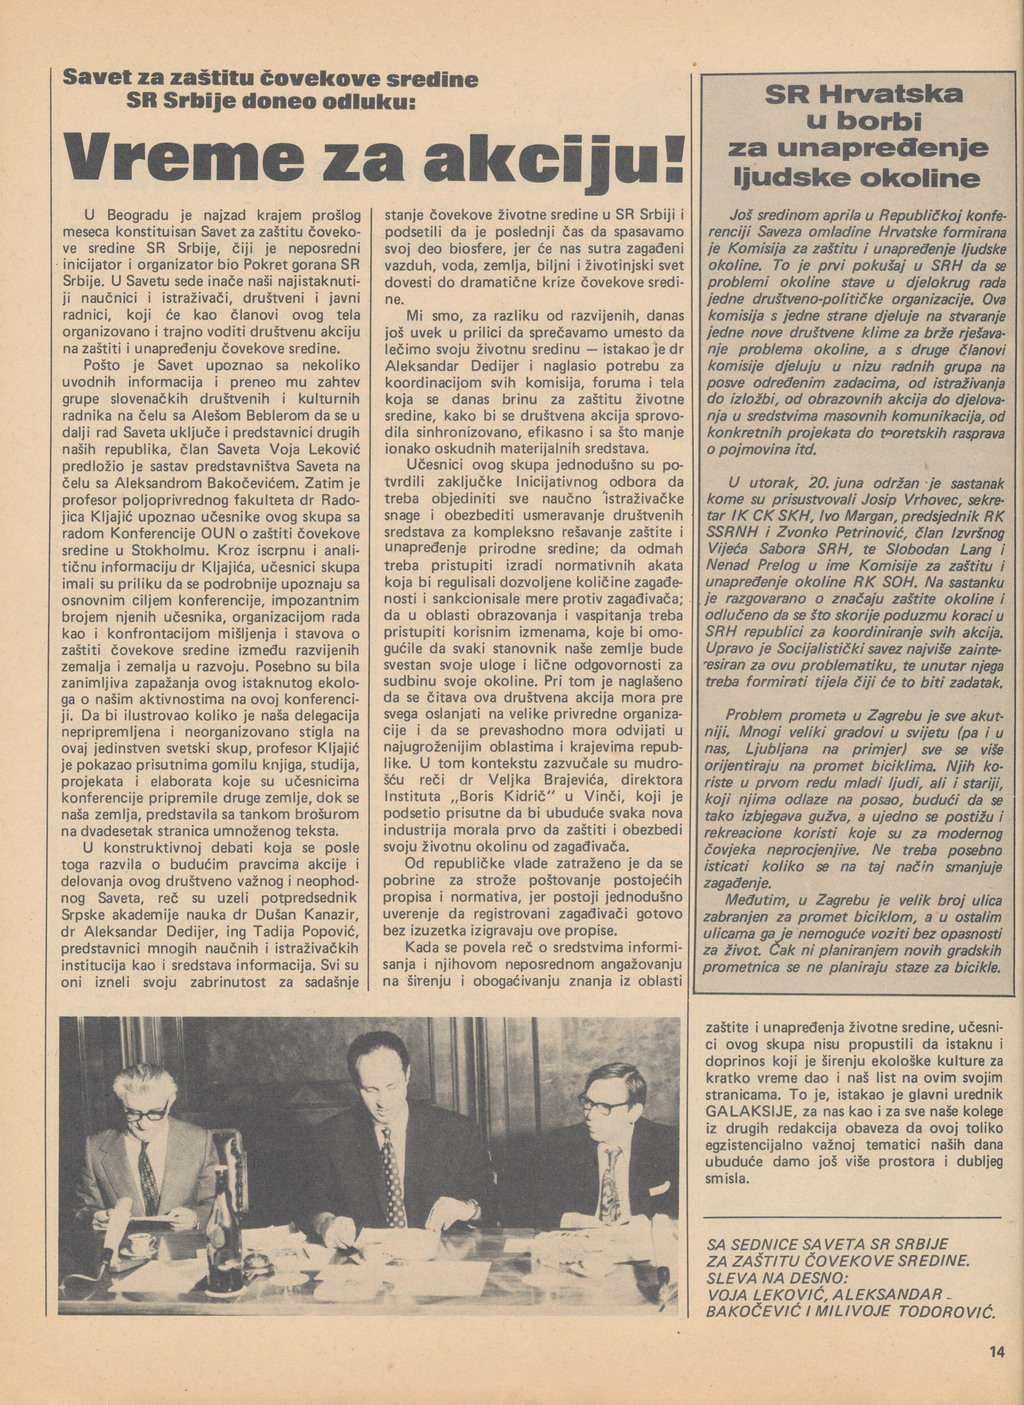 Savet za zaštitu čovekove sredine
SR Srbije doneo odluku:
Vreme za akciju!
U Beogradu je najzad krajem prošlog
meseca konstituisan Savet za zaštitu čoveko-
ve sredine SR Srbije, čiji je neposredni
inicijator i organizator bio Pokret gorana SR
Srbije. U Savetu sede inače naši najistaknuti-
ji naučnici i istraživači, društveni i javni
radnici, koji će kao članovi ovog tela
organizovano i trajno voditi društvenu akciju
na zaštiti i unapređenju čovekove sredine.
Pošto je Savet upoznao sa nekoliko
uvodnih informacija i preneo mu zahtev
grupe slovenačkih društvenih i kulturnih
radnika na čelu sa Alešom Beblerom da se u
dalji rad Saveta uključe i predstavnici drugih
naših republika, član Saveta Voja Leković
predložio je sastav predstavništva Saveta na
čelu sa Aleksandrom Bakočevićem. Zatim je
profesor poljoprivrednog fakulteta dr Rado-
jica Kljajić upoznao učesnike ovog skupa sa
radom Konferencije OUN o zaštiti čovekove
sredine u Stokholmu. Kroz iscrpnu i anali-
tičnu informaciju dr Kljajića, učesnici skupa
imali su priliku da se podrobnije upoznaju sa
osnovnim ciljem konferencije, impozantnim
brojem njenih učesnika, organizacijom rada
kao i konfrontacijom mišljenja i stavova o
zaštiti čovekove sredine između razvijenih
zemalja i zemalja u razvoju. Posebno su bila
zanimljiva zapažanja ovog istaknutog ekolo-
ga o našim aktivnostima na ovoj konferenci-
ji. Da bi ilustrovao koliko je naša delegacija
nepripremljena i neorganizovano stigla na
ovaj jedinstven svetski skup, profesor Kljajić
je pokazao prisutnima gomilu knjiga, studija,
projekata i elaborata koje su učesnicima
konferencije pripremile druge zemlje, dok se
naša zemlja, predstavila sa tankom brošurom
na dvadesetak stranica umnoženog teksta.
U konstruktivnoj debati koja se posle
toga razvila o budućim pravcima akcije i
delovanja ovog društveno važnog i neophod-
nog Saveta, reč su uzeli potpredsednik
Srpske akademije nauka dr Dušan Kanazir,
dr Aleksandar Dedijer, ing Tadija Popović,
predstavnici mnogih naučnih i istraživačkih
institucija kao i sredstava informacija. Svi su
oni izneli svoju zabrinutost za sadašnje
stanje čovekove životne sredine u SR Srbiji i
podsetili da je poslednji čas da spasavamo
svoj deo biosfere, jer će nas sutra zagađeni
vazduh, voda, zemlja, biljni i životinjski svet
dovesti do dramatične krize čovekove sredi-
ne.
Mi smo, za razliku od razvijenih, danas
još uvek u prilici da sprečavamo umesto da
lečimo svoju životnu sredinu — istakao je dr
Aleksandar Dedijer i naglasio potrebu za
koordinacijom svih komisija, foruma i tela
koja se danas brinu za zaštitu životne
sredine, kako bi se društvena akcija sprovo-
dila sinhronizovano, efikasno i sa što manje
ionako oskudnih materijalnih sredstava.
Učesnici ovog skupa jednodušno su po-
tvrdili zaključke Inicijativnog odbora da
treba objediniti sve naučno istraživačke
snage i obezbediti usmeravanje društvenih
sredstava za kompleksno rešavanje zaštite i
unapređenje prirodne sredine; da odmah
treba pristupiti izradi normativnih akata
koja bi regulisali dozvoljene količine zagađe-
nosti i sankcionisale mere protiv zagađivača;
da u oblasti obrazovanja i vaspitanja treba
pristupiti korisnim izmenama, koje bi omo-
gućile da svaki stanovnik naše zemlje bude
svestan svoje uloge i lične odgovornosti za
sudbinu svoje okoline. Pri tom je naglašeno
da se čitava ova društvena akcija mora pre
svega oslanjati na velike privredne organiza-
cije i da se prevashodno mora odvijati u
najugroženijim oblastima i krajevima repub-
like. U tom kontekstu zazvučale su mudro-
šću reči dr Veljka Brajevića, direktora
Instituta „Boris Kidrič" u Vinči, koji je
podsetio prisutne da bi ubuduće svaka nova
industrija morala prvo da zaštiti i obezbedi
svoju životnu okolinu od zagađivača.
Od republičke vlade zatraženo je da se
pobrine za strože poštovanje postojećih
propisa i normativa, jer postoji jednodušno
uverenje da registrovani zagađivači gotovo
bez izuzetka izigravaju ove propise.
Kada se povela reč o sredstvima informi-
sanja i njihovom neposrednom angažovanju
na širenju i obogaćivanju znanja iz oblasti
SR Hrvatska
u borbi
za unapređenje
ljudske okoline
Još sredinom aprila u Republičkoj konfe-
renciji Saveza omladine Hrvatske formirana
je Komisija za zaštitu i unapređenje ljudske
okoline. To je prvi pokušaj u SRH da se
problemi okoline stave u djelokrug rada
jedne društveno-političke organizacije. Ova
komisija s jedne strane djeluje na stvaranje
jedne nove društvene klime za brže rješava-
nje problema okoline, a s druge članovi
komisije djeluju u nizu radnih grupa na
posve određenim zadacima, od istraživanja
do izložbi, od obrazovnih akcija do djelova-
nja u sredstvima masovnih komunikacija, od
konkretnih projekata do teoretskih rasprava
o pojmovina itd.
U utorak, 20. juna održan je sastanak
kome su prisustvovali Josip Vrhovec, sekre-
tar IK CK SKH, Ivo Margan, predsjednik RK
SSRNH i Zvonko Petrinović, član Izvršnog
Vijeća Sabora SRH, te Slobodan Lang i
Nenad Prelog u ime Komisije za zaštitu i
unapređenje okoline RK SOH. Na sastanku
je razgovarano o značaju zaštite okoline i
odlučeno da se što skorije poduzmu koraci u
SRH republici za koordiniranje svih akcija.
Upravo je Socijalistički savez najviše zainte-
resiran za ovu problematiku, te unutar njega
treba formirati tijela čiji će to biti zadatak.
Problem prometa u Zagrebu je sve akut-
niji. Mnogi veliki gradovi u svijetu (pa i u
nas, Ljubljana na primjer) sve se više
orijentiraju na promet biciklima. Njih ko-
riste u prvom redu mladi ljudi, ali i stariji,
koji njima odlaze na posao, budući da se
tako izbjegava gužva, a ujedno se postižu i
rekreacione koristi koje su za modernog
čovjeka neprocjenjive. Ne treba posebno
isticati koliko se na taj način smanjuje
zagađenje.
Međutim, u Zagrebu je velik broj ulica
zabranjen za promet biciklom, a u ostalim
ulicama ga je nemoguće voziti bez opasnosti
za život. Čak ni planiranjem novih gradskih
prometnica se ne planiraju staze za bicikle.
zaštite i unapređenja životne sredine, učesni-
ci ovog skupa nisu propustili da istaknu i
doprinos koji je širenju ekološke kulture za
kratko vreme dao i naš list na ovim svojim
stranicama. To je, istakao je glavni urednik
GALAKSIJE, za nas kao i za sve naše kolege
iz drugih redakcija obaveza da ovoj toliko
egzistencijalno važnoj tematici naših dana
ubuduće damo još više prostora i dubljeg
smisla.
SA SEDNICE SAVETA SR SRBIJE
ZA ZAŠTITU ČOVEKOVE SREDINE.
SLEVA NA DESNO:
VOJA LEKOVIĆ, ALEKSANDAR
BAKOČEVIĆ I MILIVOJE TODOROVIĆ.
14